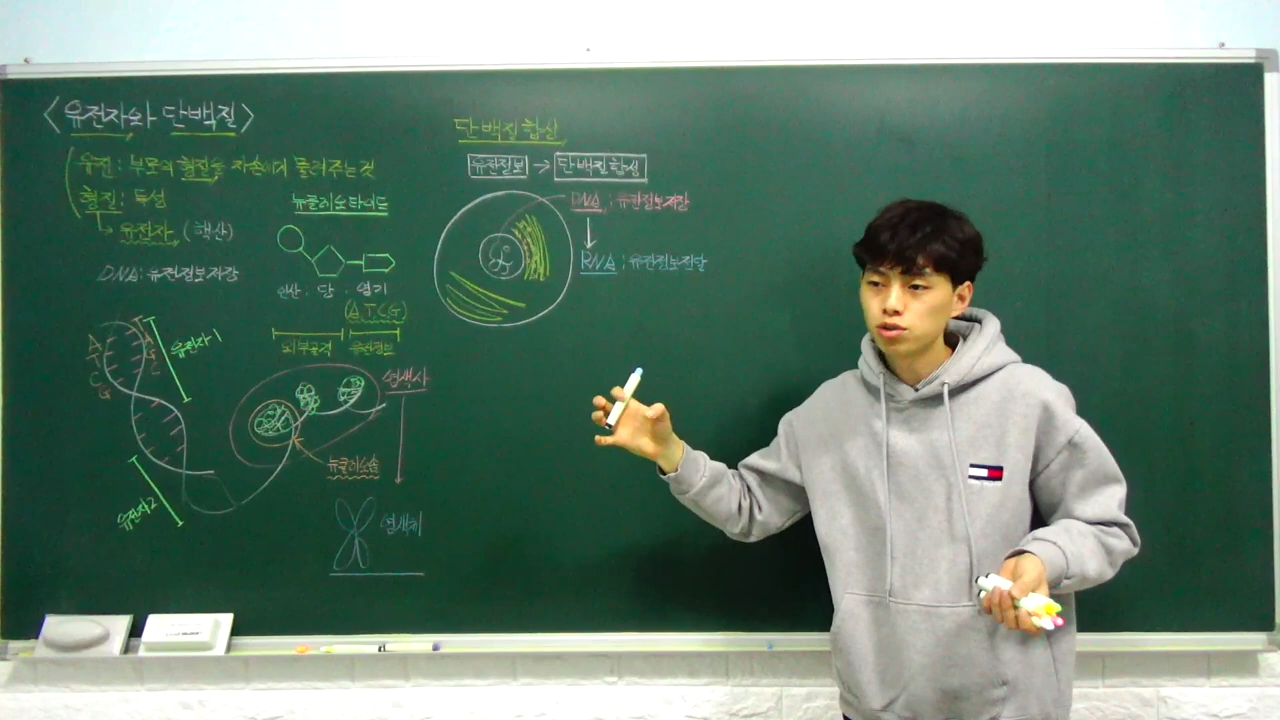 <유전자와 단백질>
유전 : 부모의 형질을 자손에게 물려주는 것
형질 : 특성
유전자 (핵산)
DNA : 유전정보저장
뉴클레오타이드
인산 : 당 : 염기
(A T C G)
외부골격 유전정보
유전자 1
A T C G
유전자 2
염색사
뉴클레오솜
염색체
단백질합성
유전정보 → 단백질합성
DNA : 유전정보저장
RNA : 유전정보전달